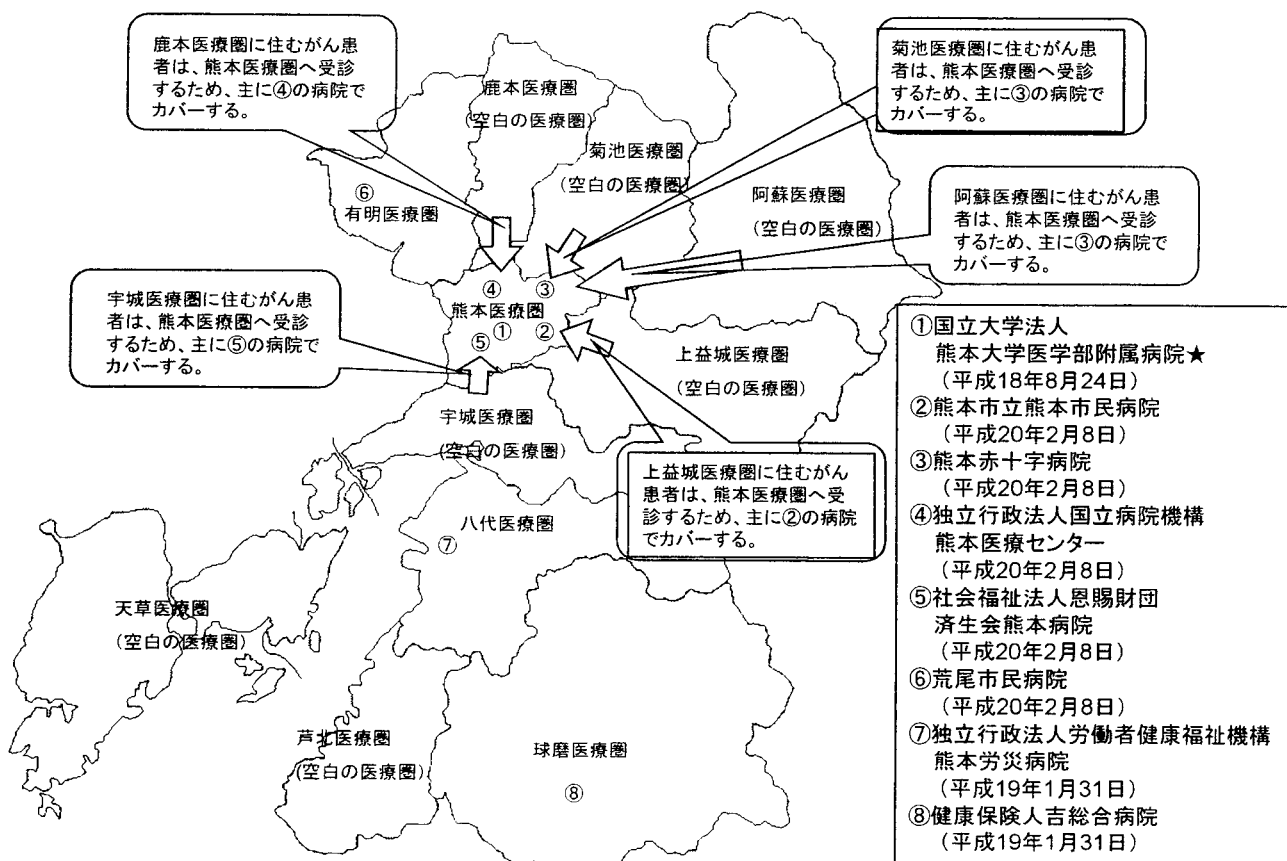 鹿本医療圏に住むがん患
者は、熊本医療圏へ受診
するため、主に④の病院で
カバーする。
菊池医療圏に住むがん患
者は、熊本医療圏へ受診
するため、主に③の病院で
カバーする。
鹿本医療圏
(空白の医療圏)
菊池医療圏
(空白の医療圏)
⑥
有明医療圏
阿蘇医療圏
(空白の医療圏)
阿蘇医療圏に住むがん患
者は、熊本医療圏へ受診
するため、主に③の病院で
カバーする。
宇城医療圏に住むがん患
者は、熊本医療圏へ受診
するため、主に⑤の病院で
カバーする。
④ ③
熊本医療圏
⑤ ① ②
上益城医療圏
(空白の医療圏)
宇城医療圏
(空白の医療圏)
上益城医療圏に住むがん
患者は、熊本医療圏へ受
診するため、主に②の病院
でカバーする。
八代医療圏
⑦
天草医療圏
(空白の医療圏)
芦北医療圏
(空白の医療圏)
球磨医療圏
⑧
①国立大学法人
熊本大学医学部附属病院★
(平成18年8月24日)
②熊本市立熊本市民病院
(平成20年2月8日)
③熊本赤十字病院
(平成20年2月8日)
④独立行政法人国立病院機構
熊本医療センター
(平成20年2月8日)
⑤社会福祉法人恩賜財団
済生会熊本病院
(平成20年2月8日)
⑥荒尾市民病院
(平成20年2月8日)
⑦独立行政法人労働者健康福祉機構
熊本労災病院
(平成19年1月31日)
⑧健康保険人吉総合病院
(平成19年1月31日)